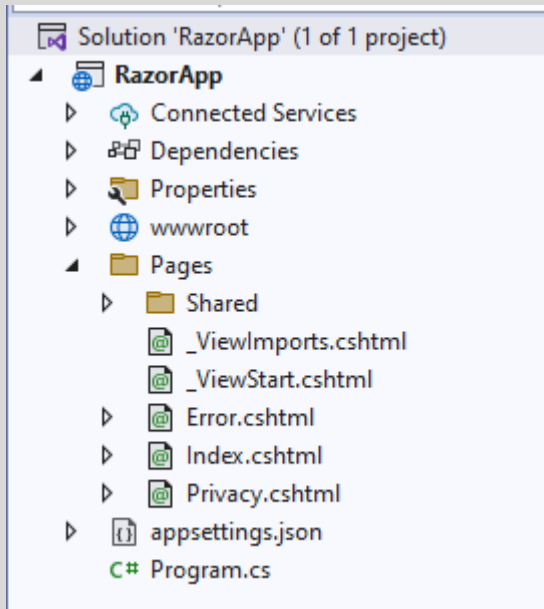 Solution 'RazorApp' (1 of 1 project)
RazorApp
Connected Services
Dependencies
Properties
wwwroot
Pages
Shared
_ViewImports.cshtml
_ViewStart.cshtml
Error.cshtml
Index.cshtml
Privacy.cshtml
appsettings.json
C# Program.cs